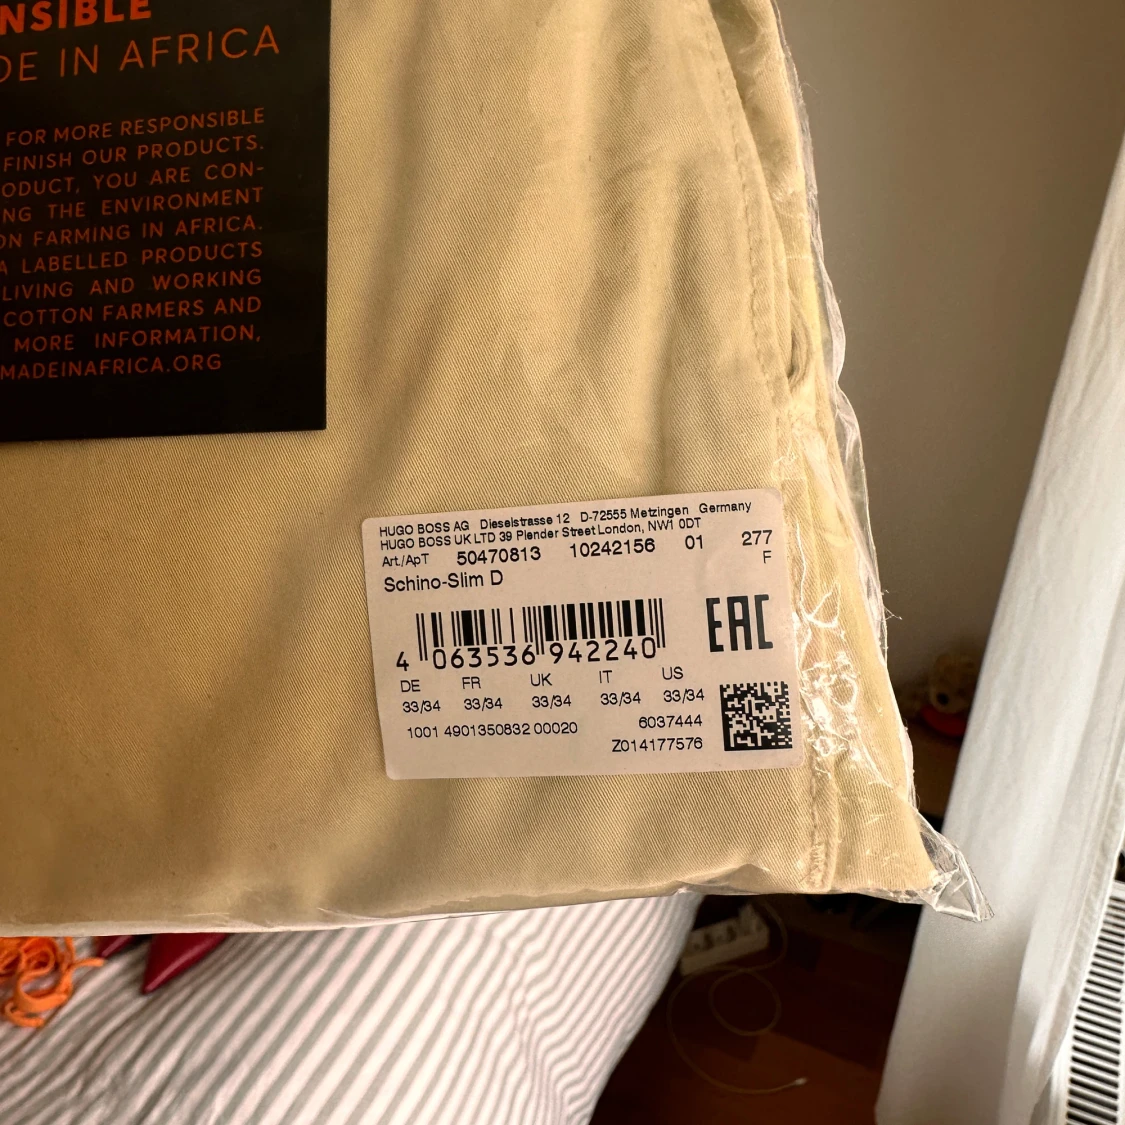 NSIBLE
DE IN AFRICA
FOR MORE RESPONSIBLE
FINISH OUR PRODUCTS.
ODUCT, YOU ARE CON-
NG THE ENVIRONMENT
ON FARMING IN AFRICA.
A LABELLED PRODUCTS
LIVING AND WORKING
COTTON FARMERS AND
MORE INFORMATION,
MADEINAFRICA.ORG
HUGO BOSS AG Dieselstrasse 12 D-72555 Metzingen Germany
HUGO BOSS UK LTD 39 Plender Street London, NW1 0DT
Art./ApT 50470813 10242156 01 277
F
Schino-Slim D
EAC
4 063536 942240
DE FR UK IT US
33/34 33/34 33/34 33/34 33/34
1001 4901350832 00020 6037444
Z014177576